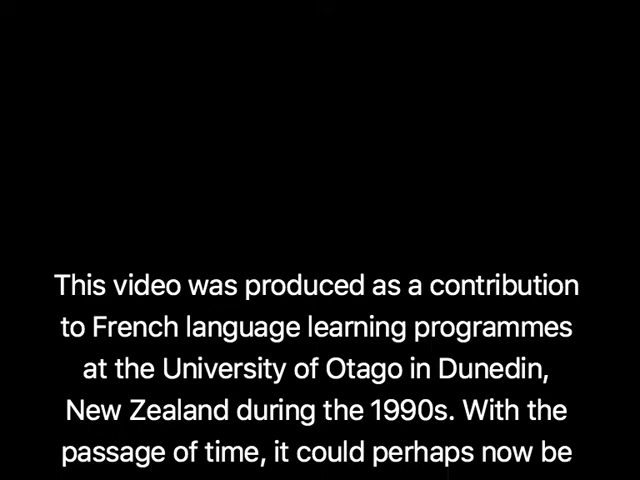 This video was produced as a contribution
to French language learning programmes
at the University of Otago in Dunedin,
New Zealand during the 1990s. With the
passage of time, it could perhaps now be